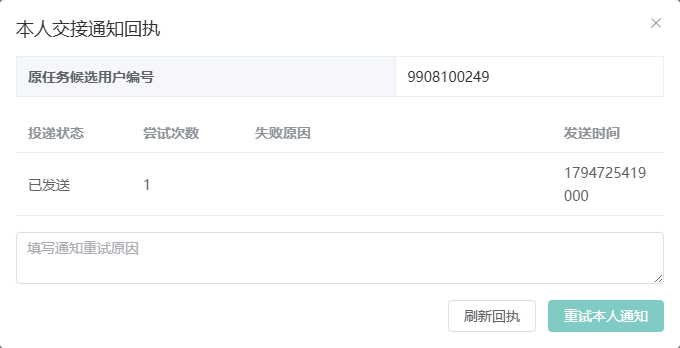 本人交接通知回执
原任务候选用户编号 9908100249
投递状态 尝试次数 失败原因 发送时间
已发送 1 1794725419
000
填写通知重试原因
刷新回执 重试本人通知